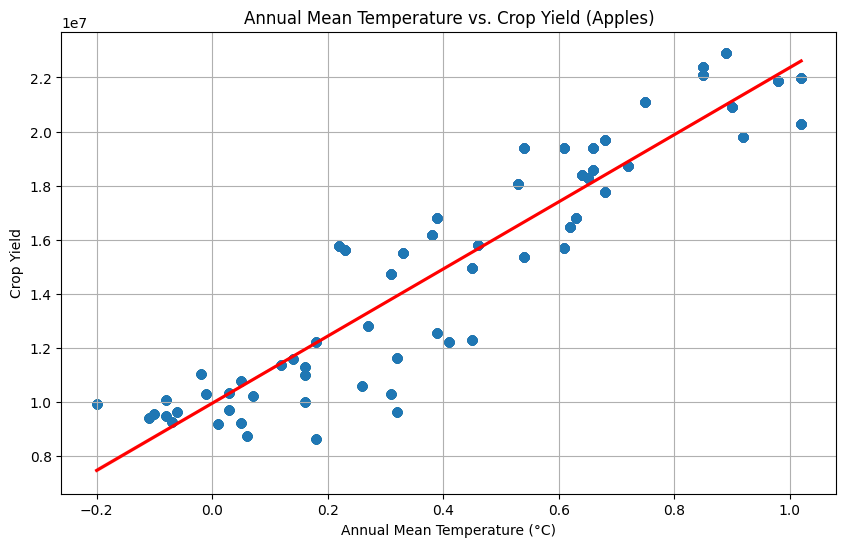 Annual Mean Temperature vs. Crop Yield (Apples)
1e7
2.2
2.0
1.8
1.6
1.4
1.2
1.0
0.8
Crop Yield
−0.2 0.0 0.2 0.4 0.6 0.8 1.0
Annual Mean Temperature (°C)